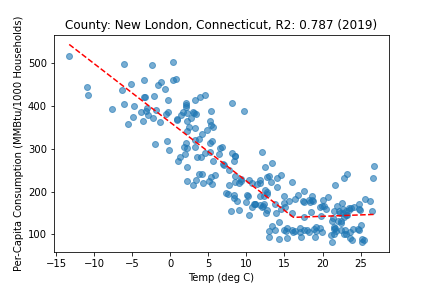 County: New London, Connecticut, R2: 0.787 (2019)
Per-Capita Consumption (MMBtu/1000 Households)
500
400
300
200
100
−15 −10 −5 0 5 10 15 20 25
Temp (deg C)